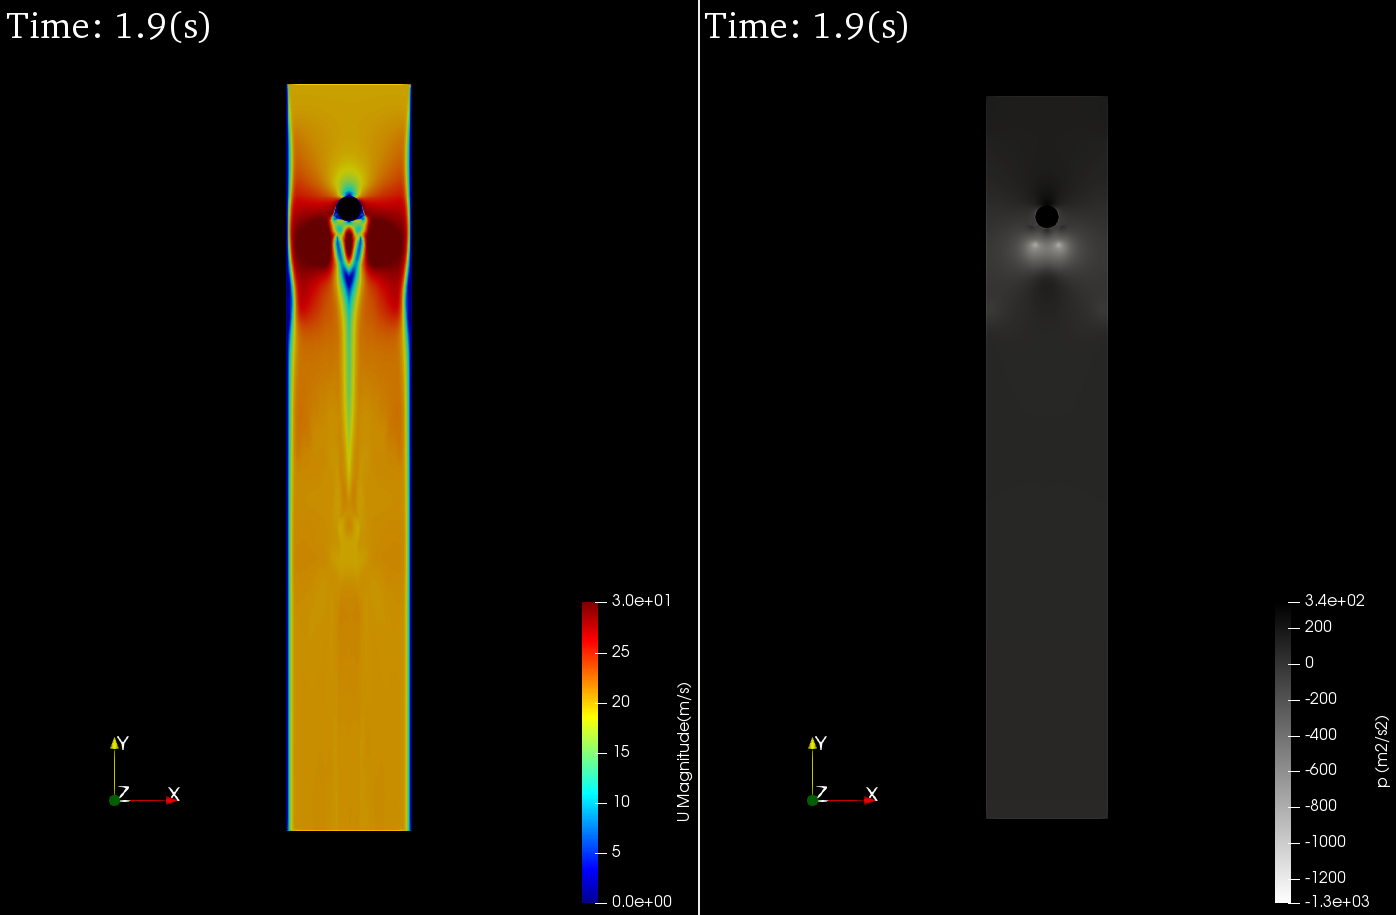 Time: 1.9(s)
3.0e+01
25
20
15
10
5
0.0e+00
U Magnitude(m/s)
Y
Z
X
Time: 1.9(s)
3.4e+02
200
0
-200
-400
-600
-800
-1000
-1200
-1.3e+03
p (m2/s2)
Y
Z
X